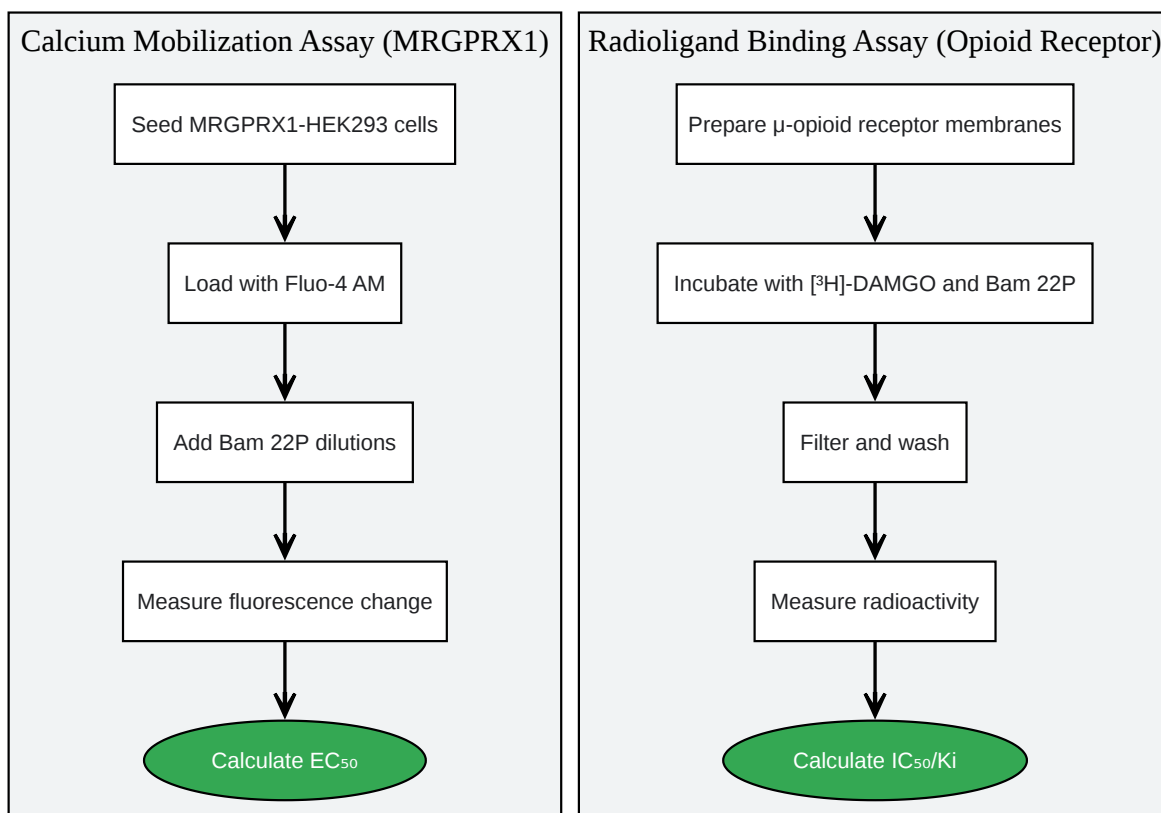 Calcium Mobilization Assay (MRGPRX1)
Seed MRGPRX1-HEK293 cells
Load with Fluo-4 AM
Add Bam 22P dilutions
Measure fluorescence change
Calculate EC₅₀
Radioligand Binding Assay (Opioid Receptor)
Prepare μ-opioid receptor membranes
Incubate with [³H]-DAMGO and Bam 22P
Filter and wash
Measure radioactivity
Calculate IC₅₀/Ki